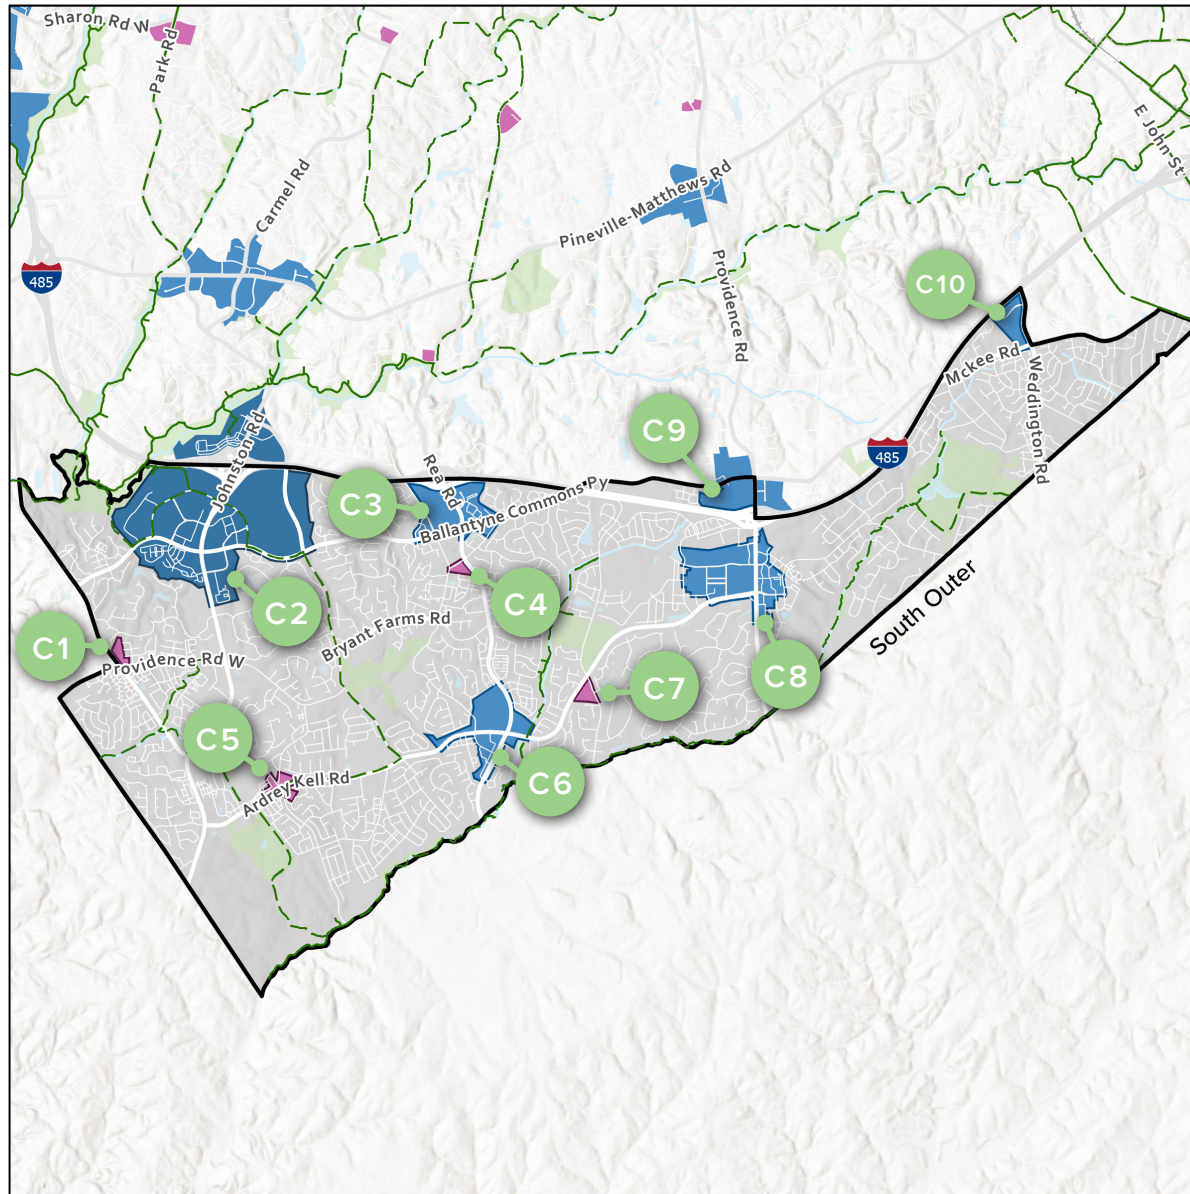 Sharon Rd W
Park Rd
E John St
Carmel Rd
Pineville-Matthews Rd
485
Providence Rd
C10
Mckee Rd
Weddington Rd
Johnston Rd
C9
485
Rea Rd
C3
Ballantyne Commons Py
C2
C4
South Outer
C1
Bryant Farms Rd
Providence Rd W
C7
C8
C5
Ardrey Kell Rd
C6